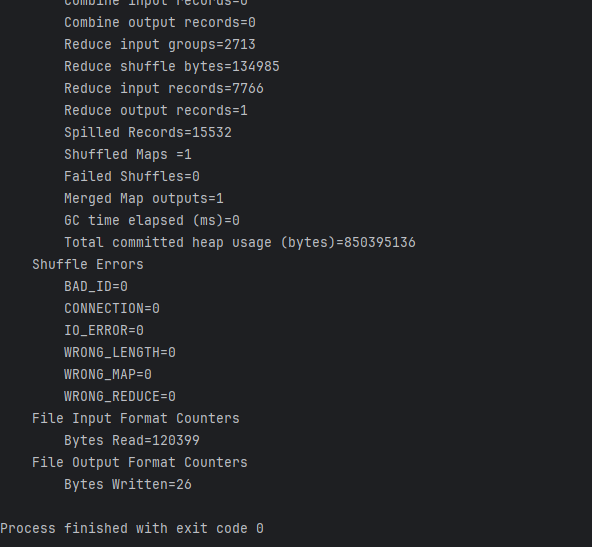 Combine input records=0
Combine output records=0
Reduce input groups=2713
Reduce shuffle bytes=134985
Reduce input records=7766
Reduce output records=1
Spilled Records=15532
Shuffled Maps =1
Failed Shuffles=0
Merged Map outputs=1
GC time elapsed (ms)=0
Total committed heap usage (bytes)=850395136
Shuffle Errors
BAD_ID=0
CONNECTION=0
IO_ERROR=0
WRONG_LENGTH=0
WRONG_MAP=0
WRONG_REDUCE=0
File Input Format Counters
Bytes Read=120399
File Output Format Counters
Bytes Written=26
Process finished with exit code 0